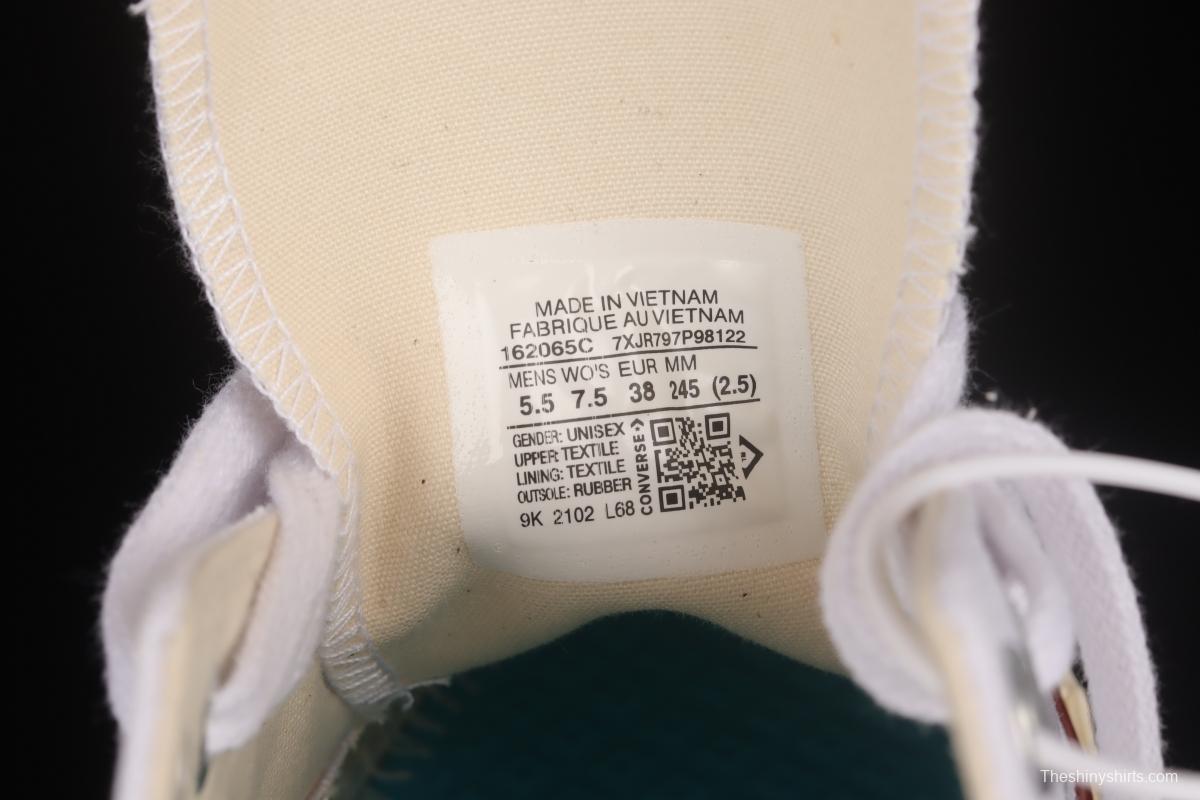 MADE IN VIETNAM
FABRIQUE AU VIETNAM
162065C 7XJR797P98122
MENS WO'S EUR MM
5.5 7.5 38 245 (2.5)
GENDER: UNISEX
UPPER: TEXTILE
LINING: TEXTILE
OUTSOLE: RUBBER
9K 2102 L68
CONVERSE
Theshinyshirts.com